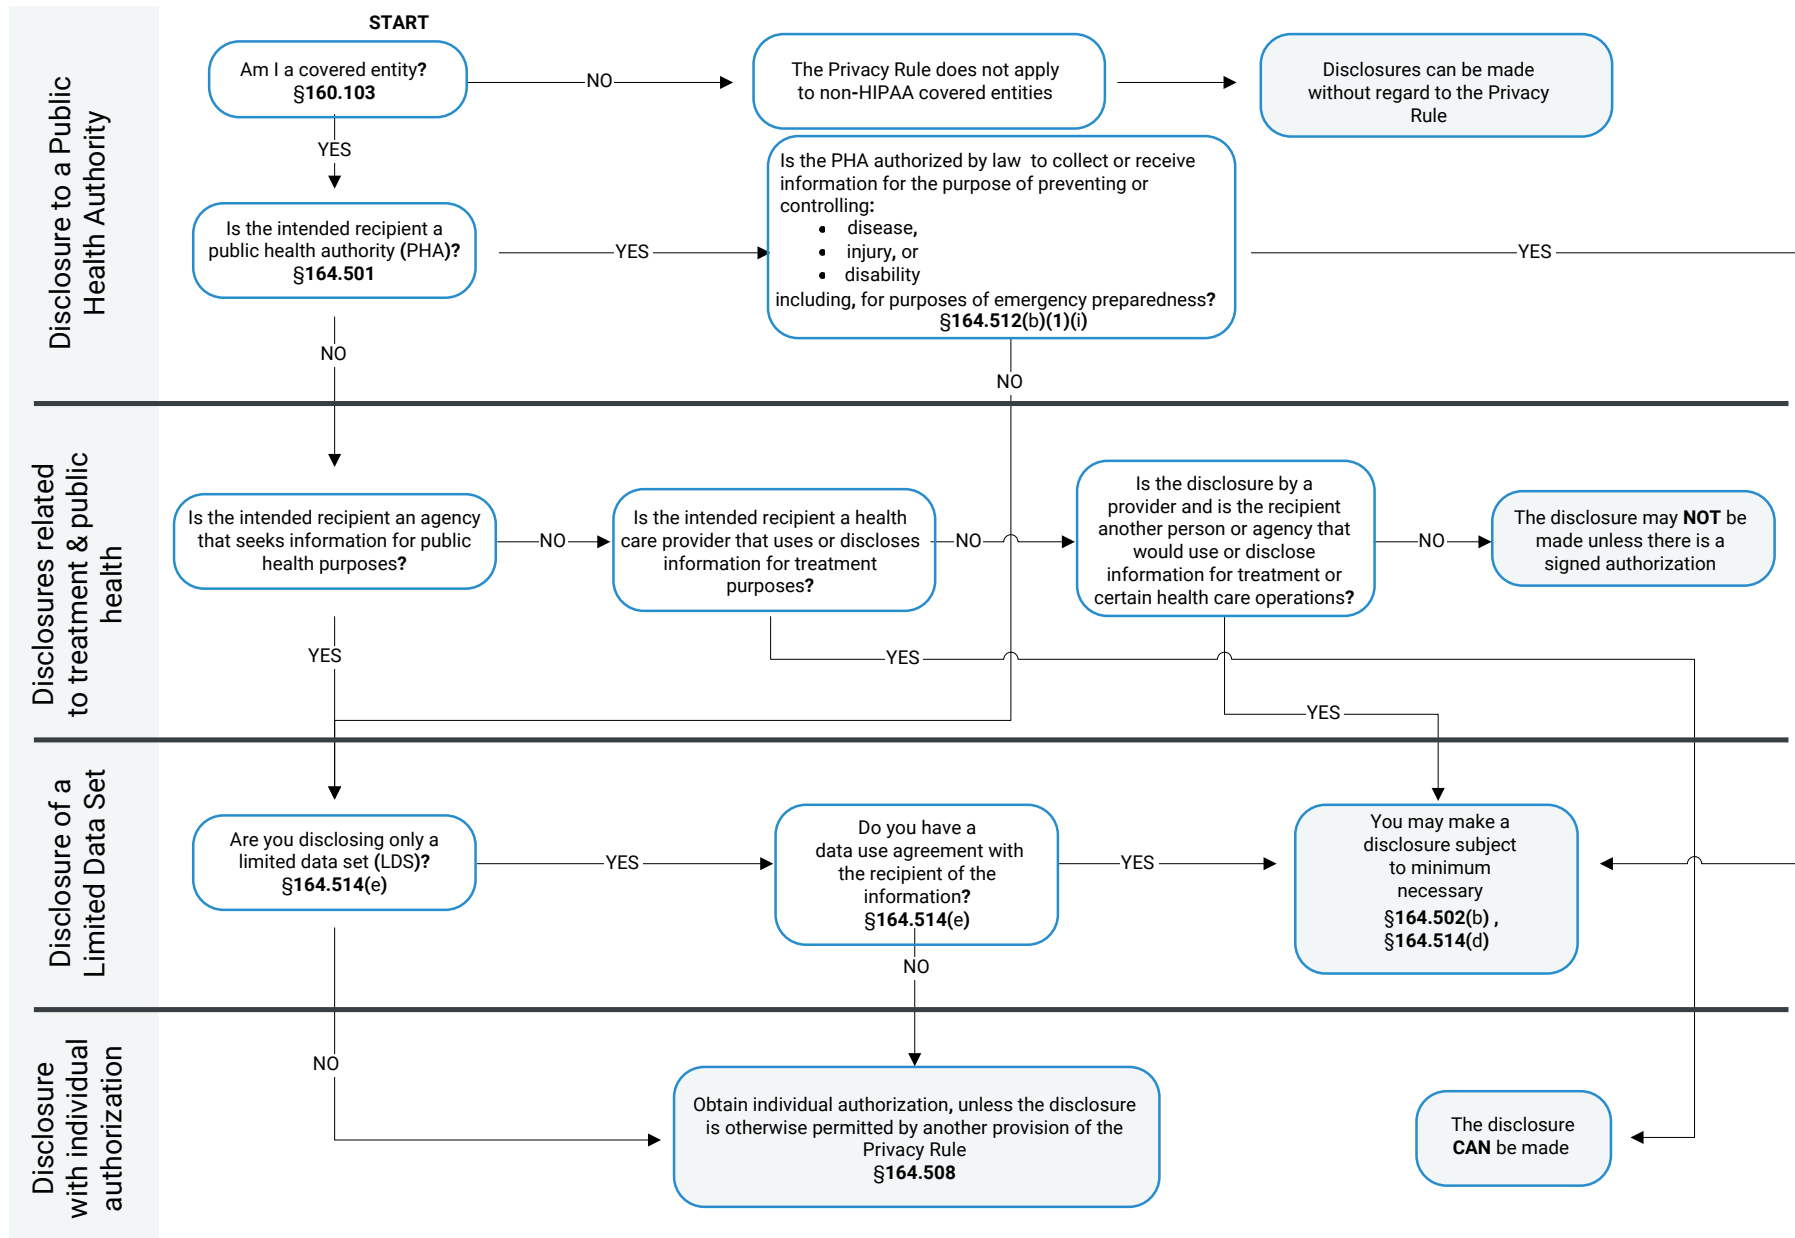 START
Disclosure to a Public
Health Authority
Am I a covered entity?
§160.103
NO
The Privacy Rule does not apply
to non-HIPAA covered entities
Disclosures can be made
without regard to the Privacy
Rule
YES
Is the intended recipient a
public health authority (PHA)?
§164.501
YES
Is the PHA authorized by law to collect or receive
information for the purpose of preventing or
controlling:
• disease,
• injury, or
• disability
including, for purposes of emergency preparedness?
§164.512(b)(1)(i)
YES
NO
NO
Disclosures related
to treatment & public
health
Is the intended recipient an agency
that seeks information for public
health purposes?
NO
Is the intended recipient a health
care provider that uses or discloses
information for treatment
purposes?
NO
Is the disclosure by a
provider and is the recipient
another person or agency that
would use or disclose
information for treatment or
certain health care operations?
NO
The disclosure may NOT be
made unless there is a
signed authorization
YES
YES
YES
Disclosure of a
Limited Data Set
Are you disclosing only a
limited data set (LDS)?
§164.514(e)
YES
Do you have a
data use agreement with
the recipient of the
information?
§164.514(e)
YES
You may make a
disclosure subject
to minimum
necessary
§164.502(b) ,
§164.514(d)
NO
NO
Disclosure
with individual
authorization
Obtain individual authorization, unless the disclosure
is otherwise permitted by another provision of the
Privacy Rule
§164.508
The disclosure
CAN be made